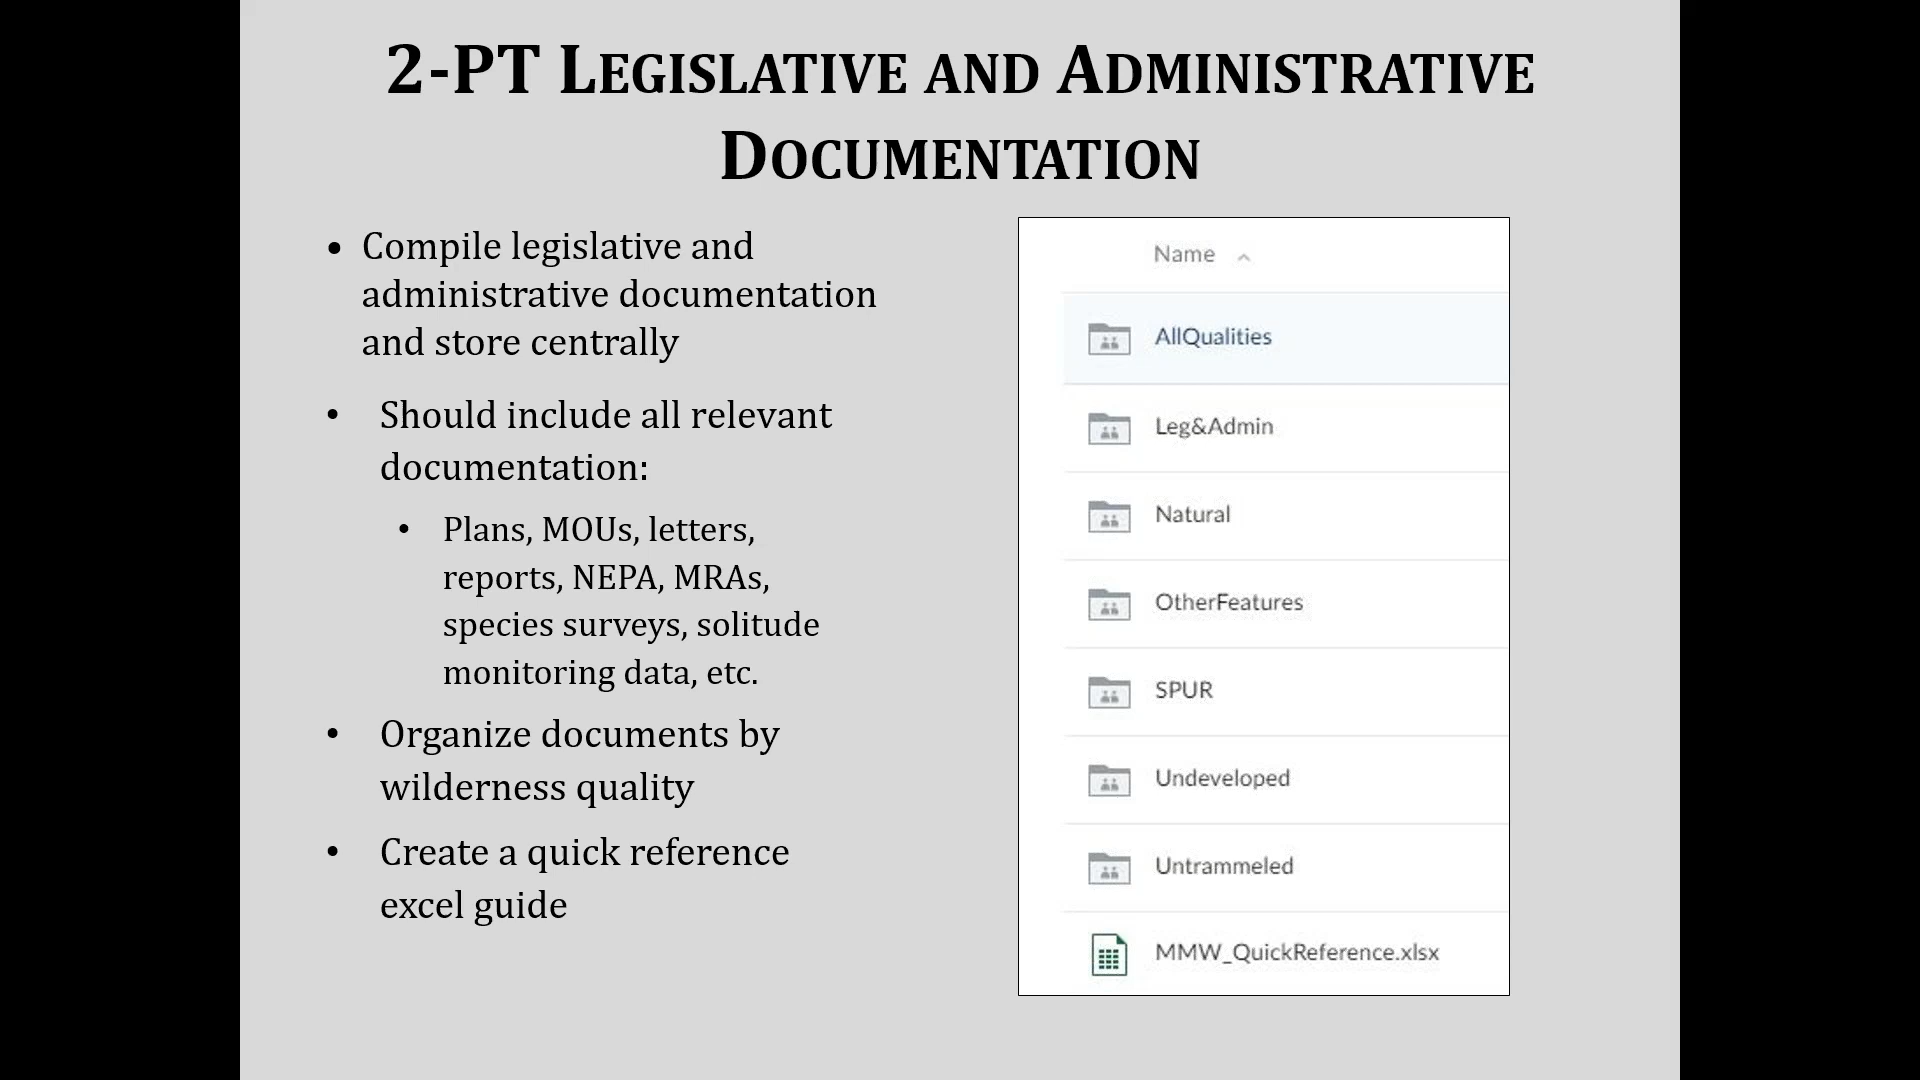 2-PT LEGISLATIVE AND ADMINISTRATIVE
DOCUMENTATION
• Compile legislative and
administrative documentation
and store centrally
• Should include all relevant
documentation:
• Plans, MOUs, letters,
reports, NEPA, MRAs,
species surveys, solitude
monitoring data, etc.
• Organize documents by
wilderness quality
• Create a quick reference
excel guide
Name
AllQualities
Leg&Admin
Natural
OtherFeatures
SPUR
Undeveloped
Untrammeled
MMW_QuickReference.xlsx